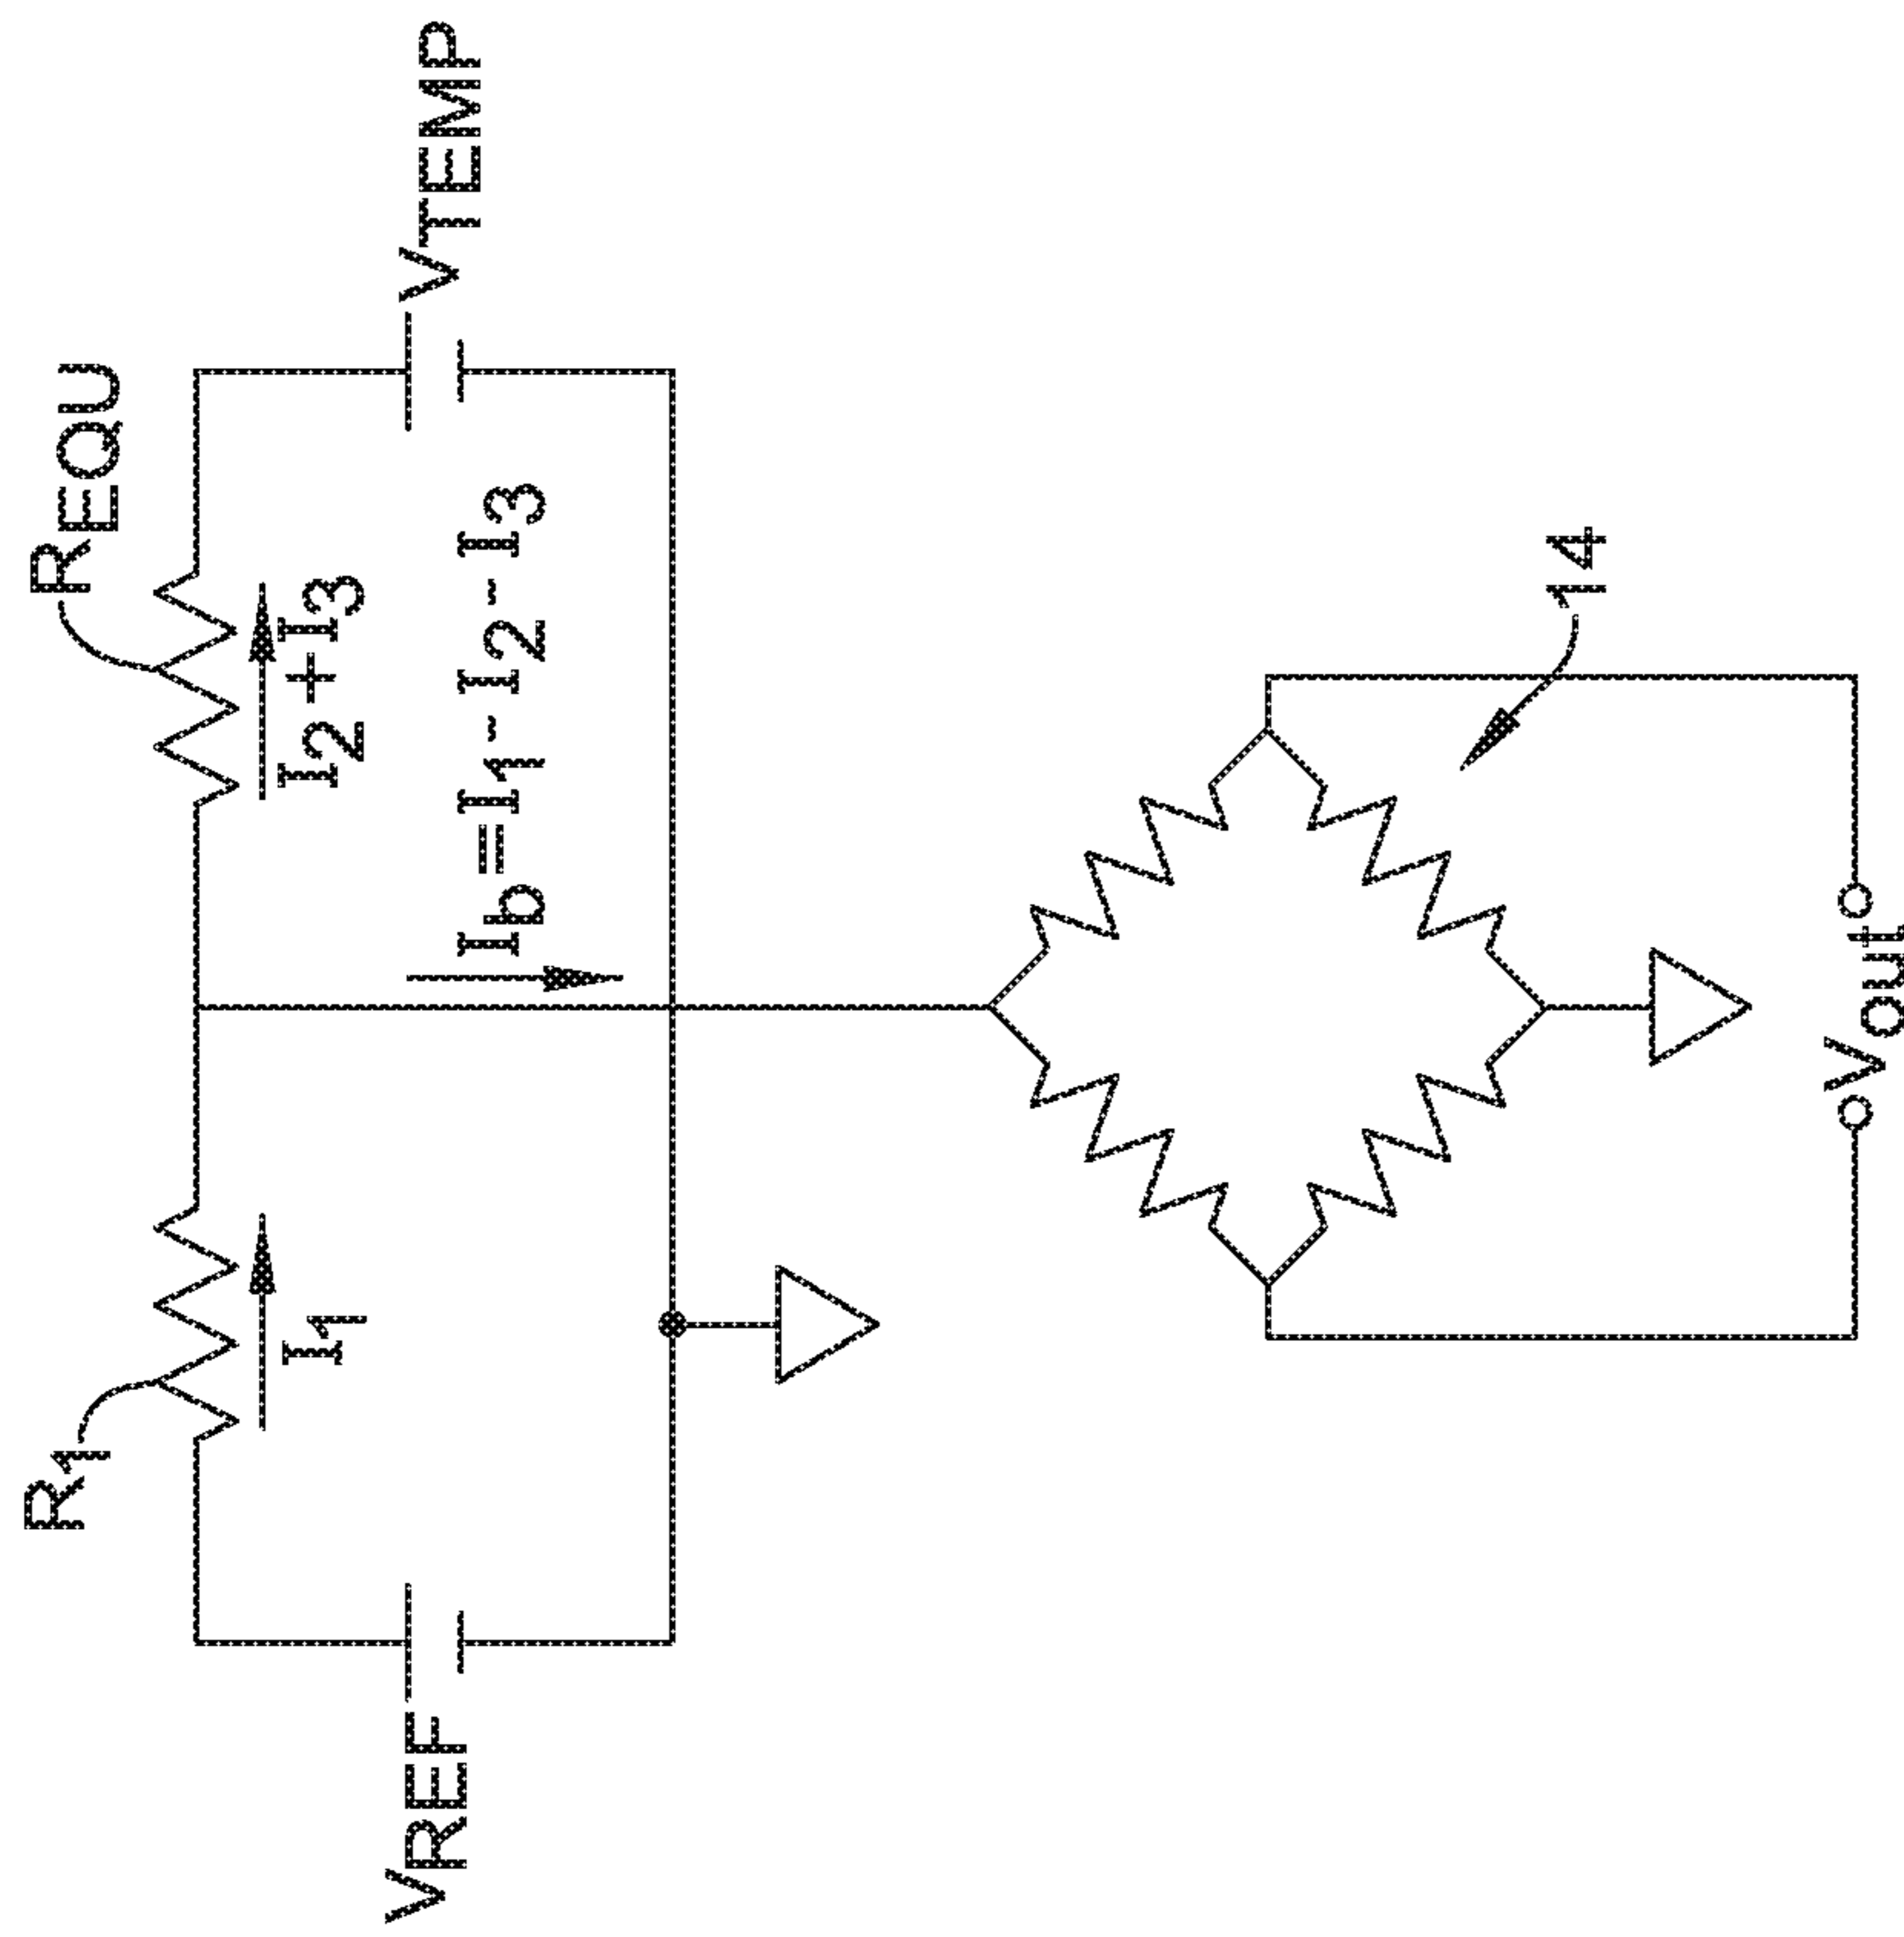 R1
REQU
I1
I2+I3
Ib=I1-I2-I3
VREF
VTEMP
14
Vout